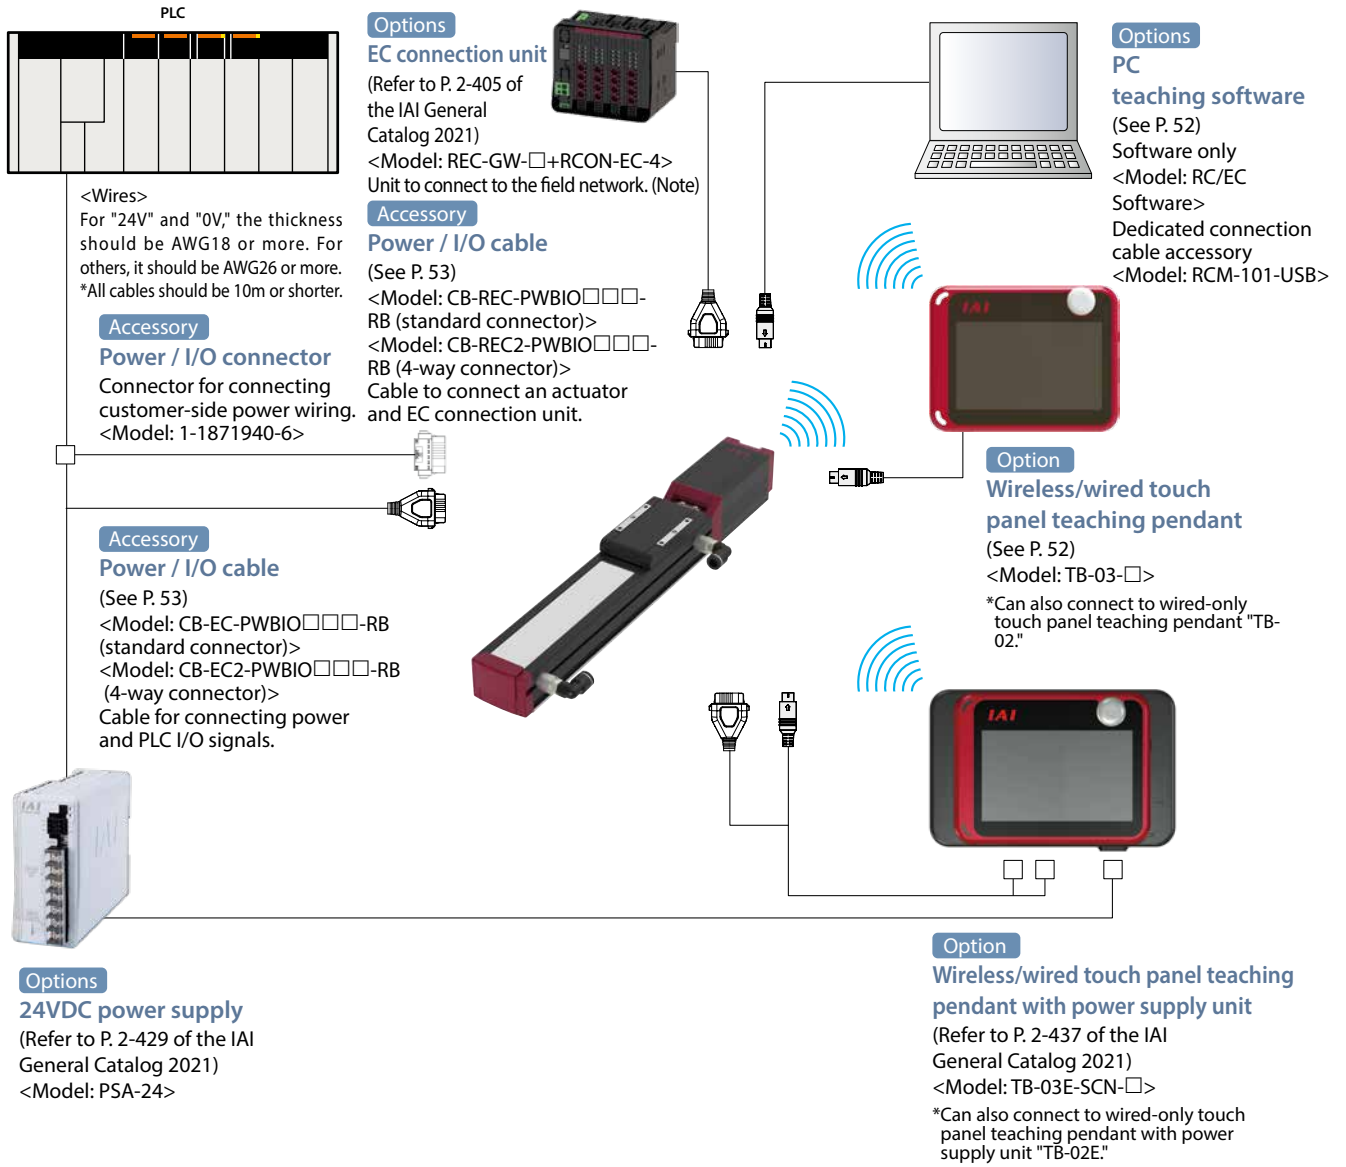 PLC
Options
EC connection unit
(Refer to P. 2-405 of
the IAI General
Catalog 2021)
<Model: REC-GW-□+RCON-EC-4>
Unit to connect to the field network. (Note)
Accessory
Power / I/O cable
(See P. 53)
<Model: CB-REC-PWBIO□□□-
RB (standard connector)>
<Model: CB-REC2-PWBIO□□□-
RB (4-way connector)>
Cable to connect an actuator
and EC connection unit.
Options
PC
teaching software
(See P. 52)
Software only
<Model: RC/EC
Software>
Dedicated connection
cable accessory
<Model: RCM-101-USB>
<Wires>
For "24V" and "0V," the thickness
should be AWG18 or more. For
others, it should be AWG26 or more.
*All cables should be 10m or shorter.
Accessory
Power / I/O connector
Connector for connecting
customer-side power wiring.
<Model: 1-1871940-6>
Accessory
Power / I/O cable
(See P. 53)
<Model: CB-EC-PWBIO□□□-RB
(standard connector)>
<Model: CB-EC2-PWBIO□□□-RB
(4-way connector)>
Cable for connecting power
and PLC I/O signals.
IAI
Option
Wireless/wired touch
panel teaching pendant
(See P. 52)
<Model: TB-03-□>
*Can also connect to wired-only
touch panel teaching pendant "TB-
02."
IAI
IAI
IAI
Options
24VDC power supply
(Refer to P. 2-429 of the IAI
General Catalog 2021)
<Model: PSA-24>
Option
Wireless/wired touch panel teaching
pendant with power supply unit
(Refer to P. 2-437 of the IAI
General Catalog 2021)
<Model: TB-03E-SCN-□>
*Can also connect to wired-only touch
panel teaching pendant with power
supply unit "TB-02E."